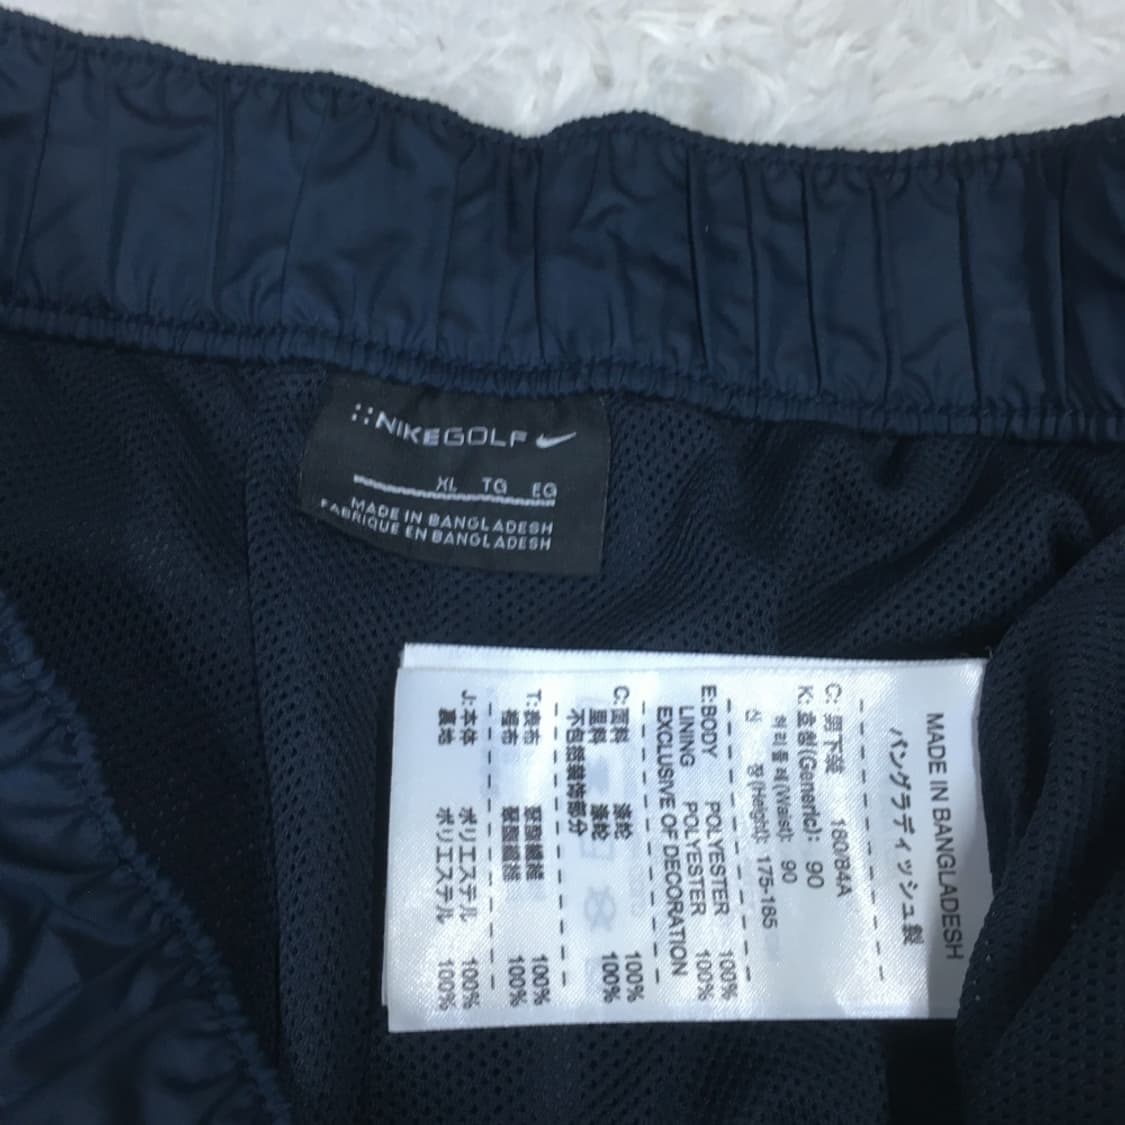 NIKEGOLF
XL TG EG
MADE IN BANGLADESH
FABRIQUE EN BANGLADESH
MADE IN BANGLADESH
バングラディッシュ製
C: 男下装 180/84A
K: 호칭(Generic): 90
허리둘레(Waist): 90
신 장(Height): 175-185
E:BODY POLYESTER 100%
LINING POLYESTER 100%
EXCLUSIVE OF DECORATION
C:面料 涤纶 100%
里料 涤纶 100%
不包括装饰部分
T:表布 聚酯纖維 100%
裡布 聚酯纖維 100%
J:本体 ポリエステル 100%
裏地 ポリエステル 100%